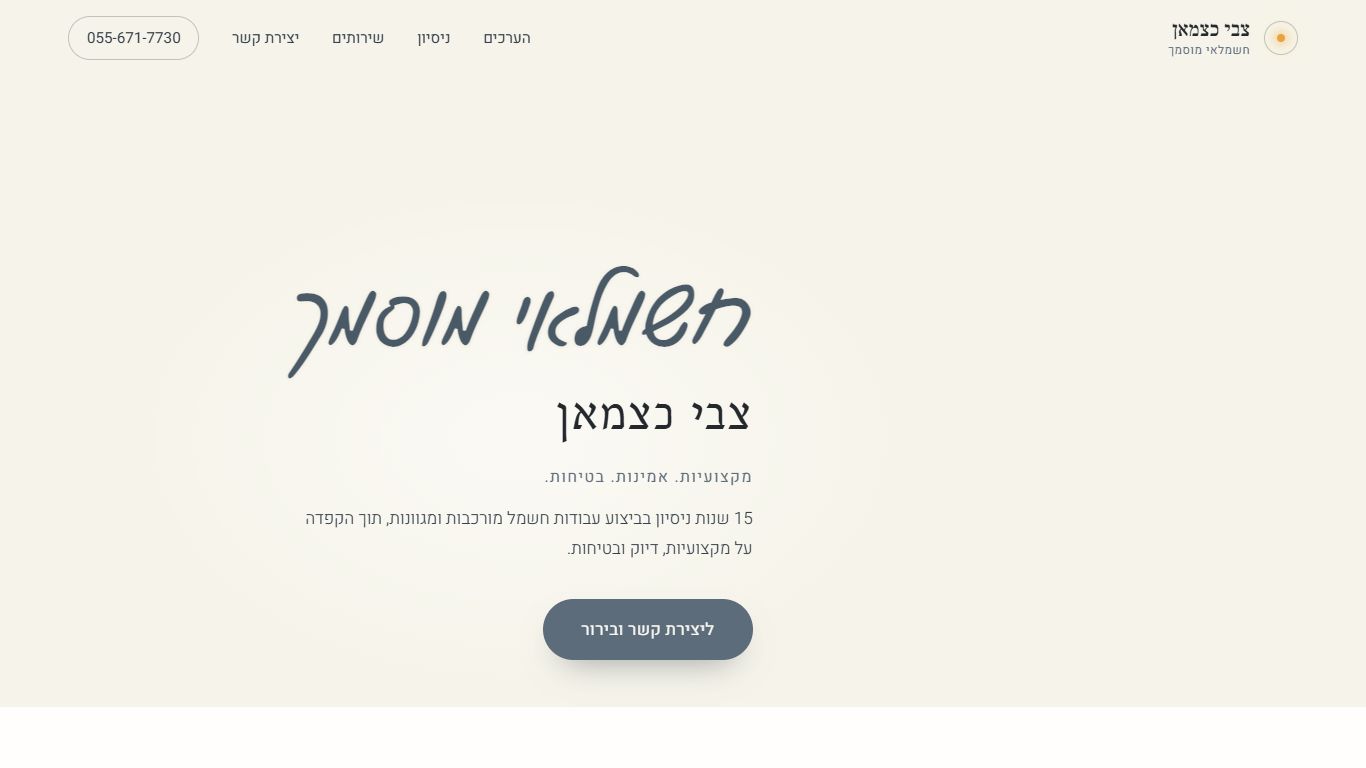 צבי כצמאן
חשמלאי מוסמך
הערכים
ניסיון
שירותים
יצירת קשר
055-671-7730
חשמלאי מוסמך
צבי כצמאן
מקצועיות. אמינות. בטיחות.
15 שנות ניסיון בביצוע עבודות חשמל מורכבות ומגוונות, תוך הקפדה
על מקצועיות, דיוק ובטיחות.
ליצירת קשר ובירור